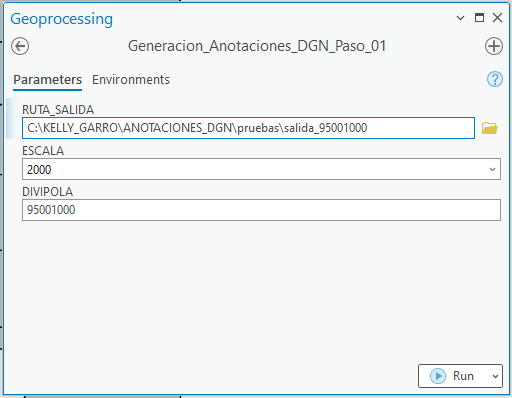 Geoprocessing
Generacion_Anotaciones_DGN_Paso_01
Parameters Environments
RUTA_SALIDA
C:\KELLY_GARRO\ANOTACIONES_DGN\pruebas\salida_95001000
ESCALA
2000
DIVIPOLA
95001000
Run